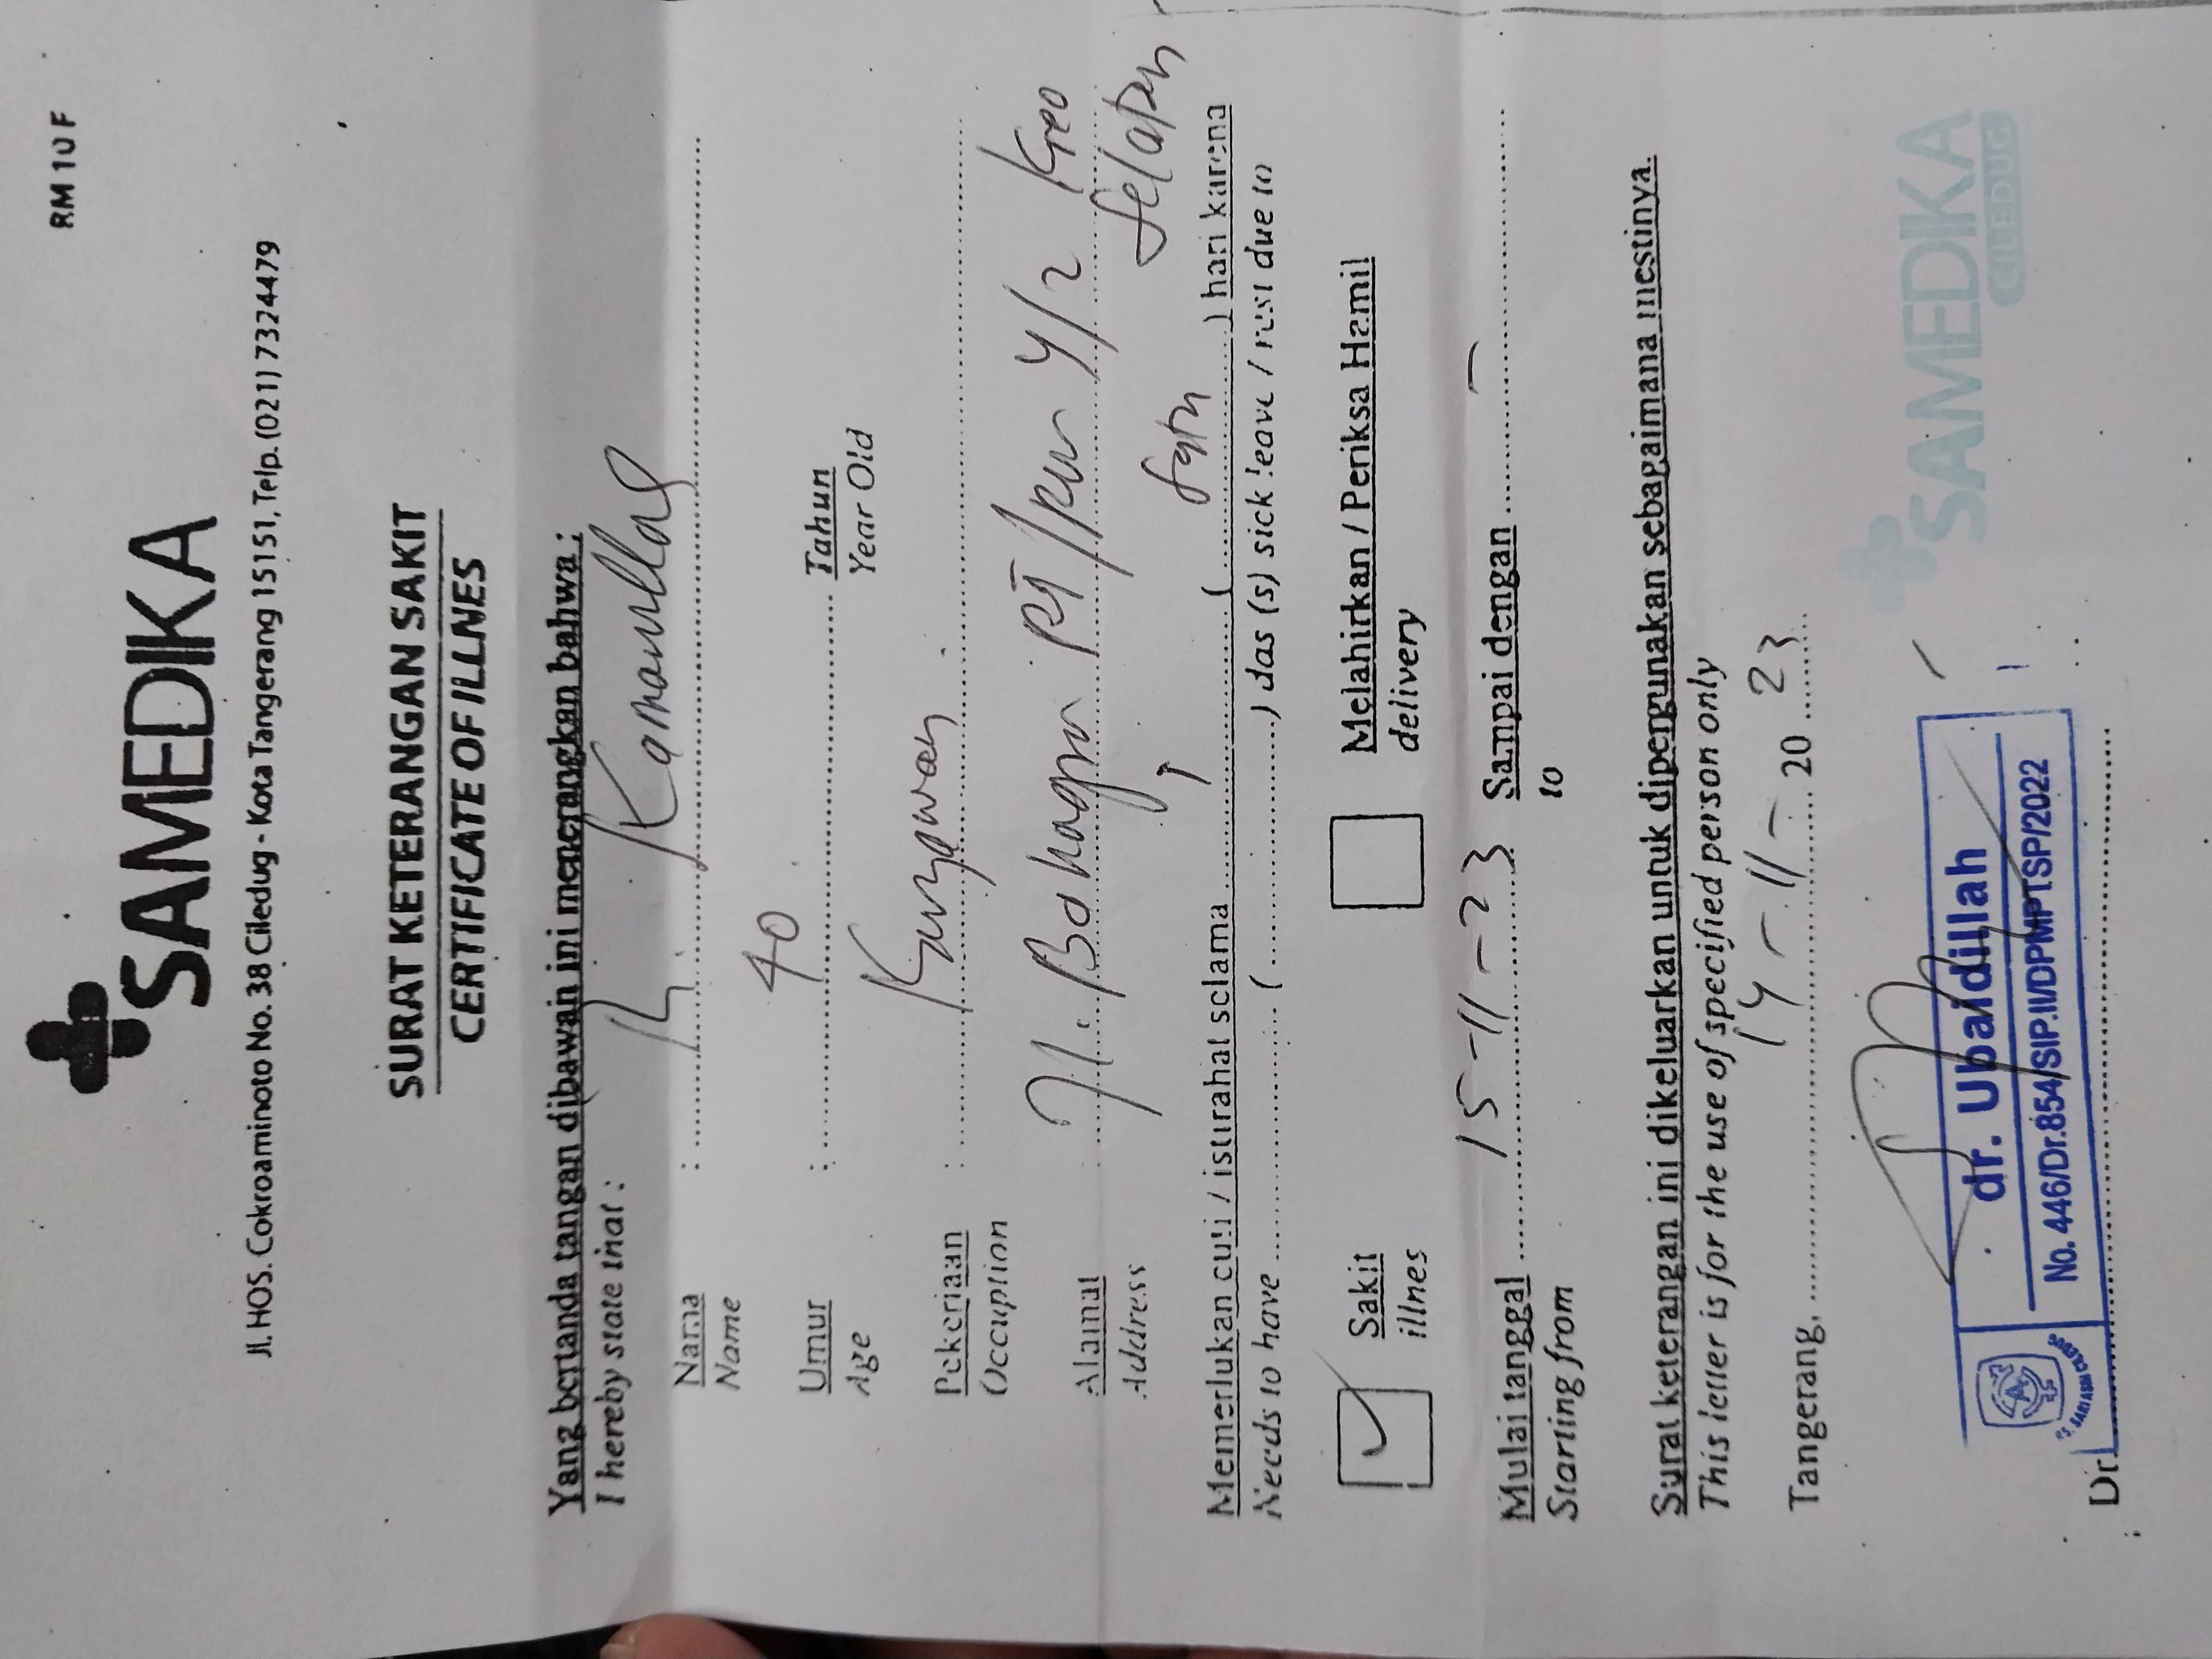 RM 10 F
SAMEDIKA
Jl. HOS. Cokroaminoto No. 38 Ciledug - Kota Tangerang 15151, Telp. (021) 7324479
SURAT KETERANGAN SAKIT
CERTIFICATE OF ILLNES
Yang bertanda tangan dibawah ini menerangkan bahwa :
I hereby state that :
Nama :
Name
Umur : 40 Tahun
Age Year Old
Pekerjaan : Karyawan
Occuption
Alamat : Jl. RT/RW 4/2 Kreo
Address Selatan
Memerlukan cuti / istirahat selama 1 ( Satu ) hari karena
Needs to have ( ) das (s) sick leave / rest due to
Sakit Melahirkan / Periksa Hamil
illnes delivery
Mulai tanggal 15-11-23 Sampai dengan -
Starting from to
Surat keterangan ini dikeluarkan untuk dipergunakan sebagaimana mestinya.
This letter is for the use of specified person only
Tangerang, 14-11- 20 23
SAMEDIKA
CILEDUG
dr. Ubaidillah
No. 446/Dr.854/SIP.II/DPMPTSP/2022
RS. SARI ASIH CILEDUG
Dr.